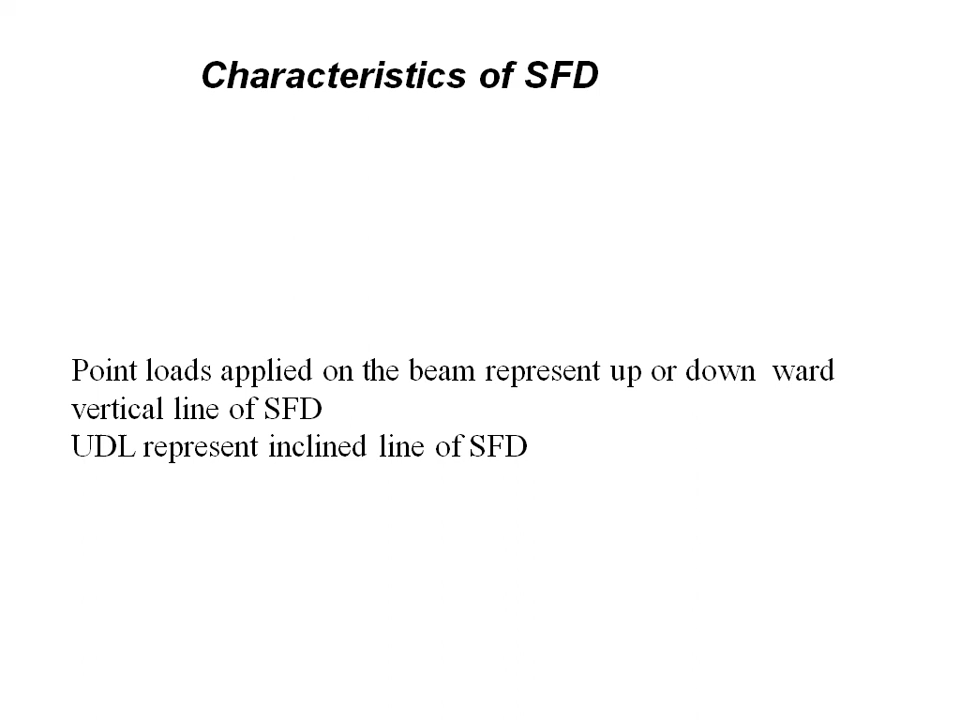 Characteristics of SFD
Point loads applied on the beam represent up or down  ward
vertical line of SFD
UDL represent inclined line of SFD